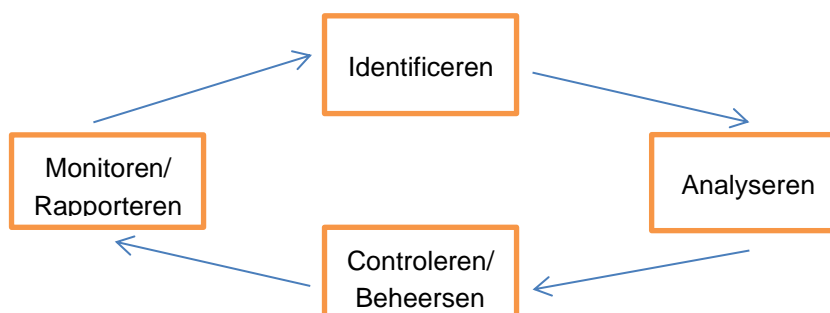 Identificeren
Analyseren
Controleren/
Beheersen
Monitoren/
Rapporteren